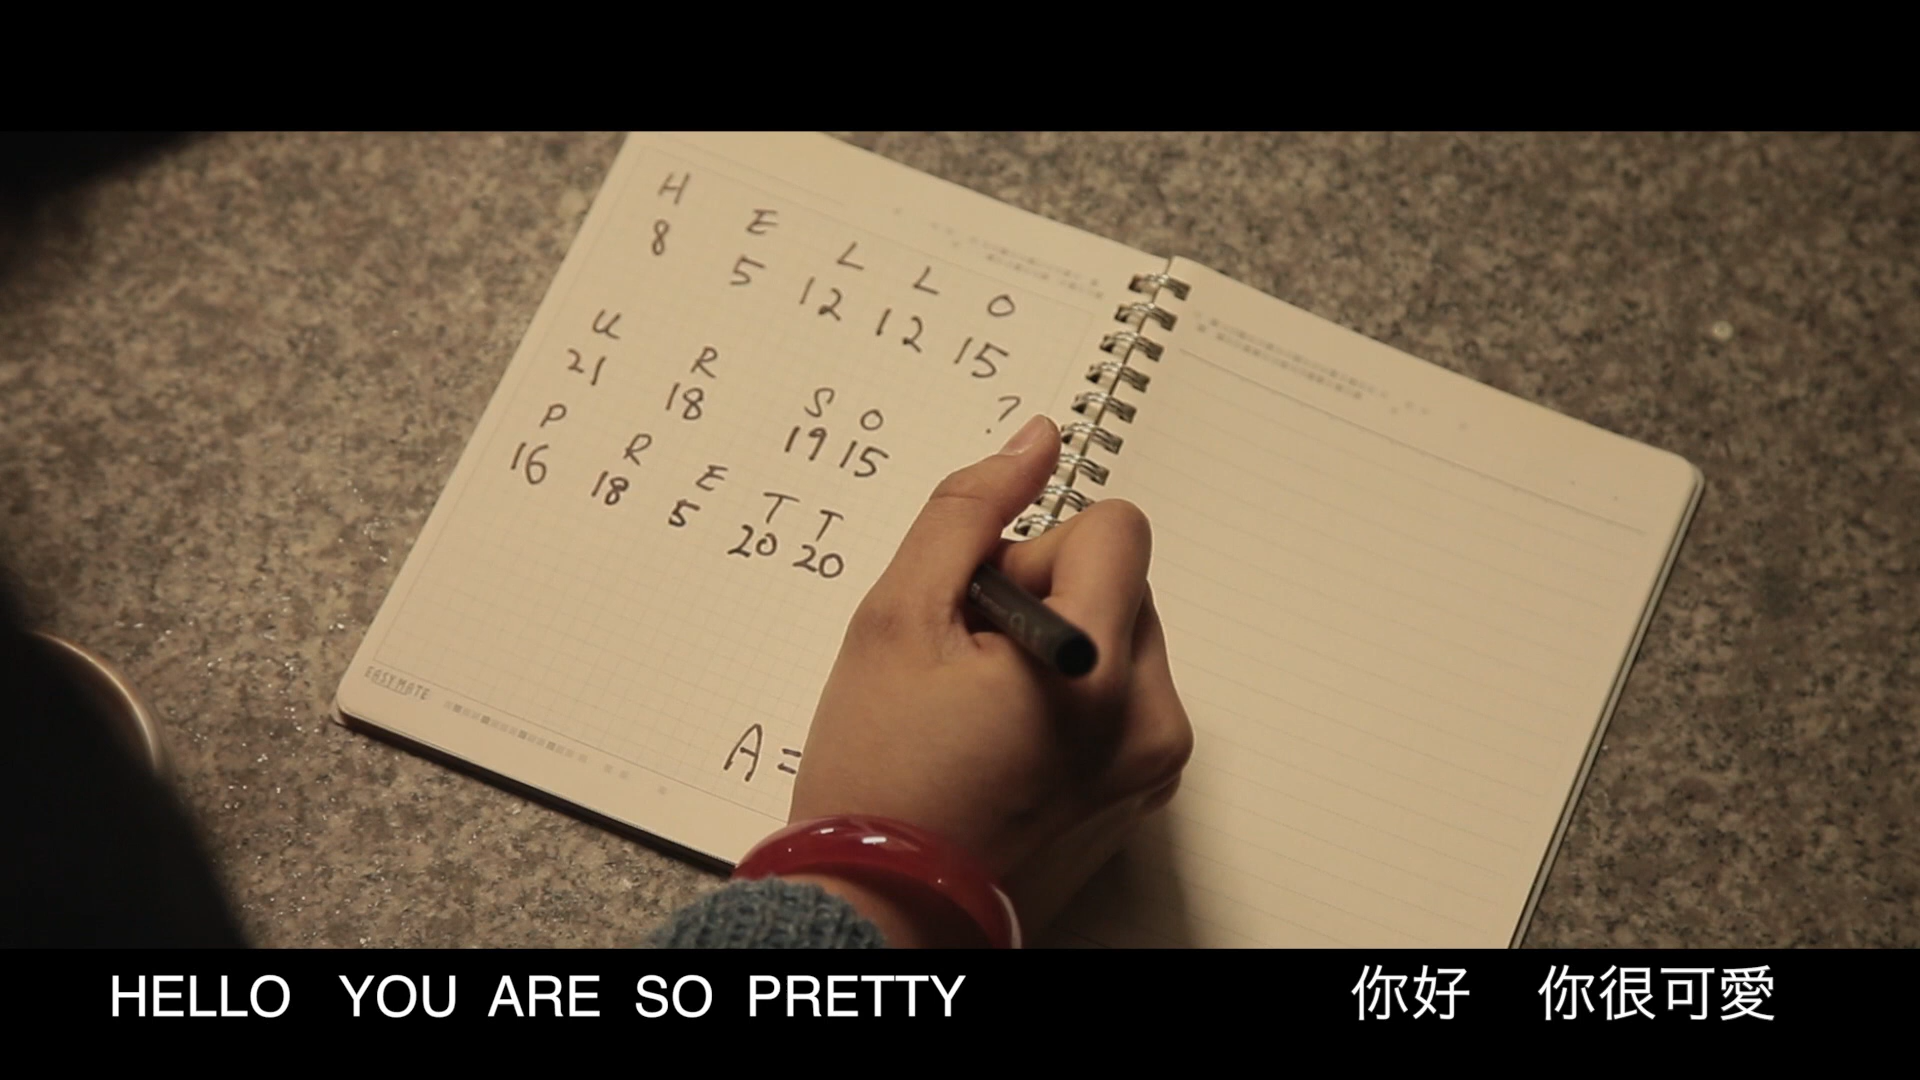 H E L L O
8 5 12 12 15
U R S O ?
21 18 19 15
P R E T T
16 18 5 20 20
A =
EASYMATE
HELLO YOU ARE SO PRETTY
你好 你很可愛